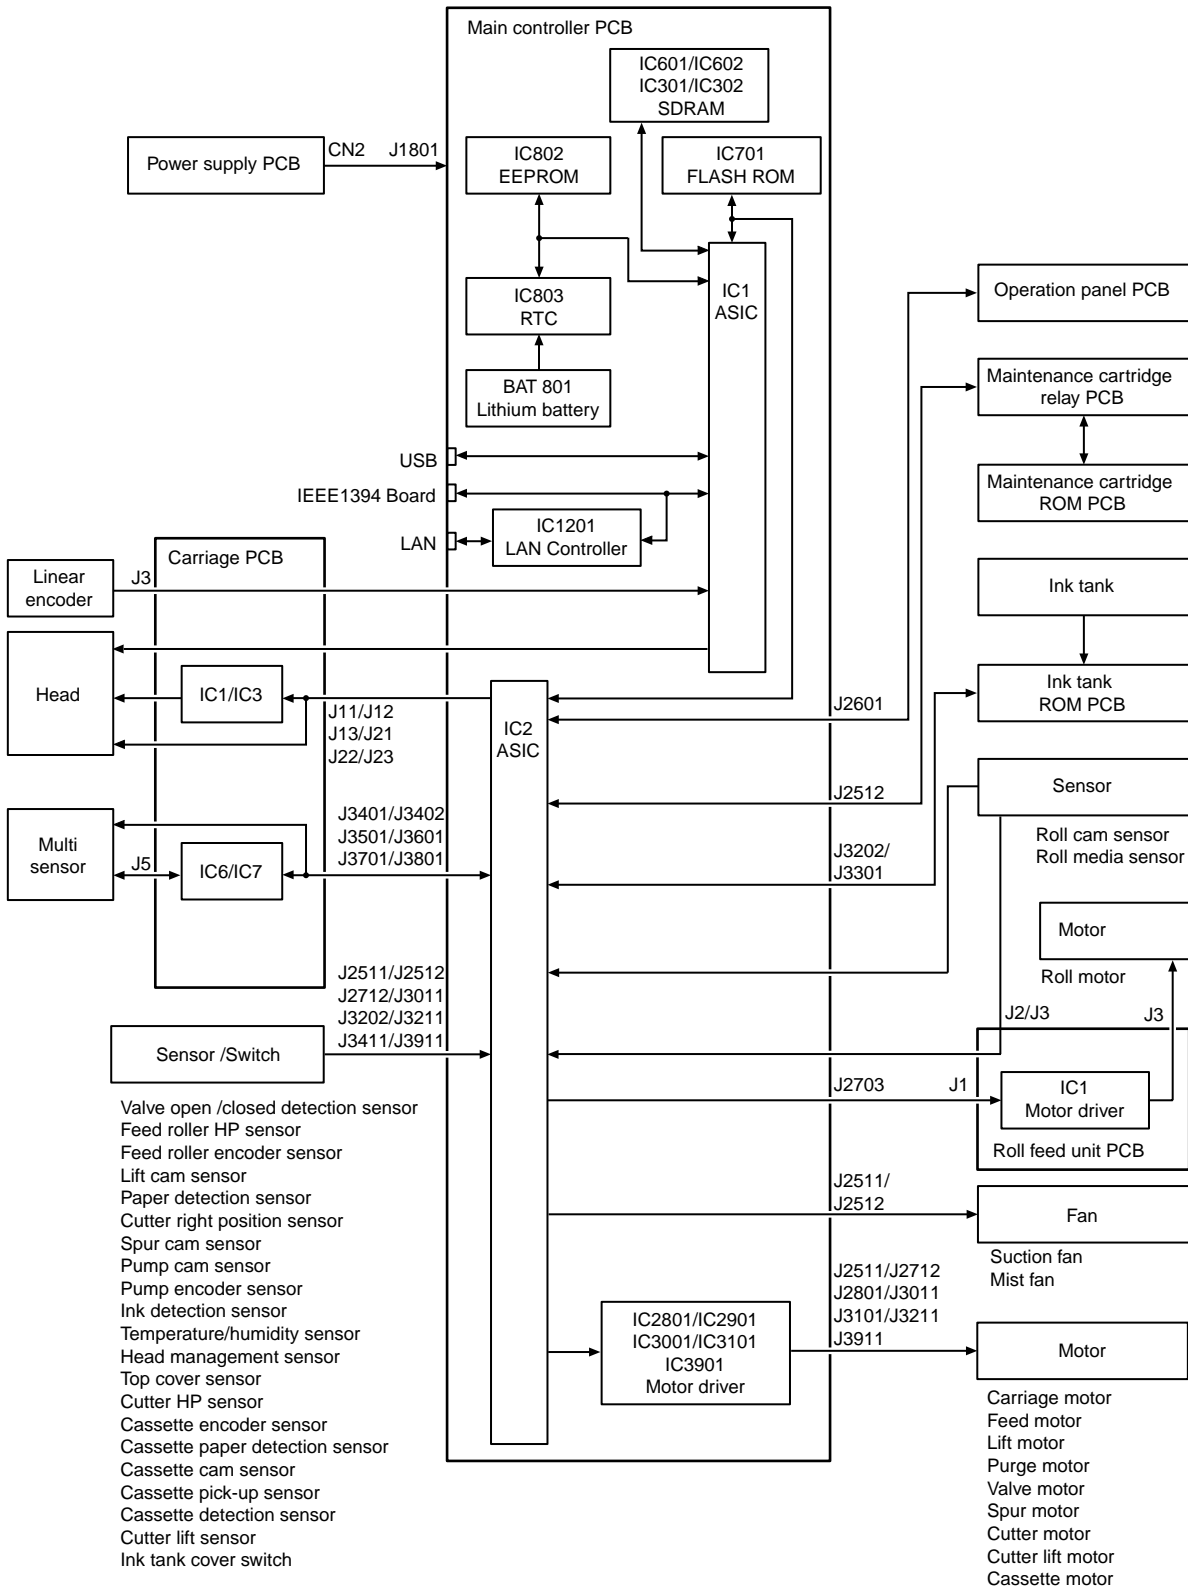 Main controller PCB
IC601/IC602
IC301/IC302
SDRAM
Power supply PCB
CN2
J1801
IC802
EEPROM
IC701
FLASH ROM
IC803
RTC
IC1
ASIC
BAT 801
Lithium battery
Operation panel PCB
Maintenance cartridge
relay PCB
Maintenance cartridge
ROM PCB
USB
IEEE1394 Board
LAN
IC1201
LAN Controller
Carriage PCB
Linear
encoder
J3
Ink tank
Head
IC1/IC3
J11/J12
J13/J21
J22/J23
IC2
ASIC
J2601
Ink tank
ROM PCB
Multi
sensor
J5
IC6/IC7
J3401/J3402
J3501/J3601
J3701/J3801
J2512
Sensor
Roll cam sensor
Roll media sensor
J3202/
J3301
Motor
Roll motor
J2511/J2512
J2712/J3011
J3202/J3211
J3411/J3911
J2/J3
J3
Sensor /Switch
J2703
J1
IC1
Motor driver
Roll feed unit PCB
Valve open /closed detection sensor
Feed roller HP sensor
Feed roller encoder sensor
Lift cam sensor
Paper detection sensor
Cutter right position sensor
Spur cam sensor
Pump cam sensor
Pump encoder sensor
Ink detection sensor
Temperature/humidity sensor
Head management sensor
Top cover sensor
Cutter HP sensor
Cassette encoder sensor
Cassette paper detection sensor
Cassette cam sensor
Cassette pick-up sensor
Cassette detection sensor
Cutter lift sensor
Ink tank cover switch
J2511/
J2512
Fan
Suction fan
Mist fan
IC2801/IC2901
IC3001/IC3101
IC3901
Motor driver
J2511/J2712
J2801/J3011
J3101/J3211
J3911
Motor
Carriage motor
Feed motor
Lift motor
Purge motor
Valve motor
Spur motor
Cutter motor
Cutter lift motor
Cassette motor